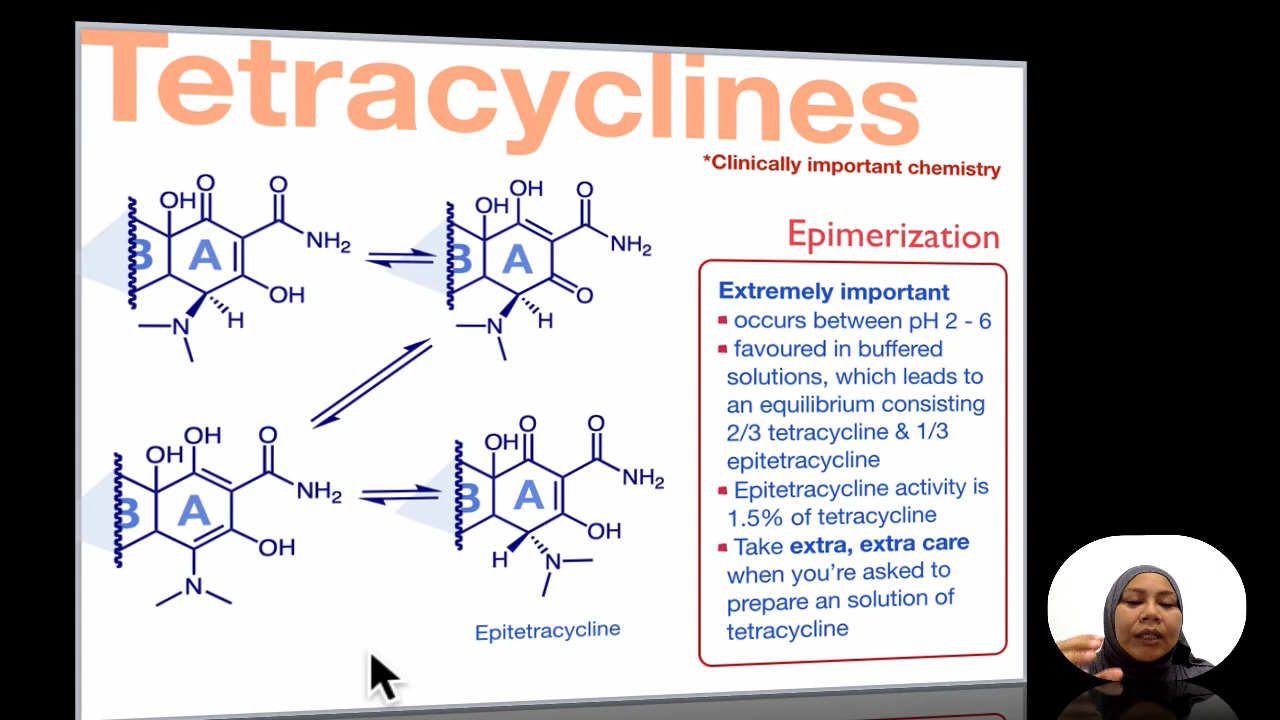 Tetracyclines
*Clinically important chemistry
Epimerization
OH O O
B A NH₂
OH
N H
OH OH O
B A NH₂
O
N H
OH OH O
B A NH₂
OH
N
OH O O
B A NH₂
OH
H N
Epitetracycline
Extremely important
▪ occurs between pH 2 - 6
▪ favoured in buffered
solutions, which leads to
an equilibrium consisting
2/3 tetracycline & 1/3
epitetracycline
▪ Epitetracycline activity is
1.5% of tetracycline
▪ Take extra, extra care
when you’re asked to
prepare an solution of
tetracycline